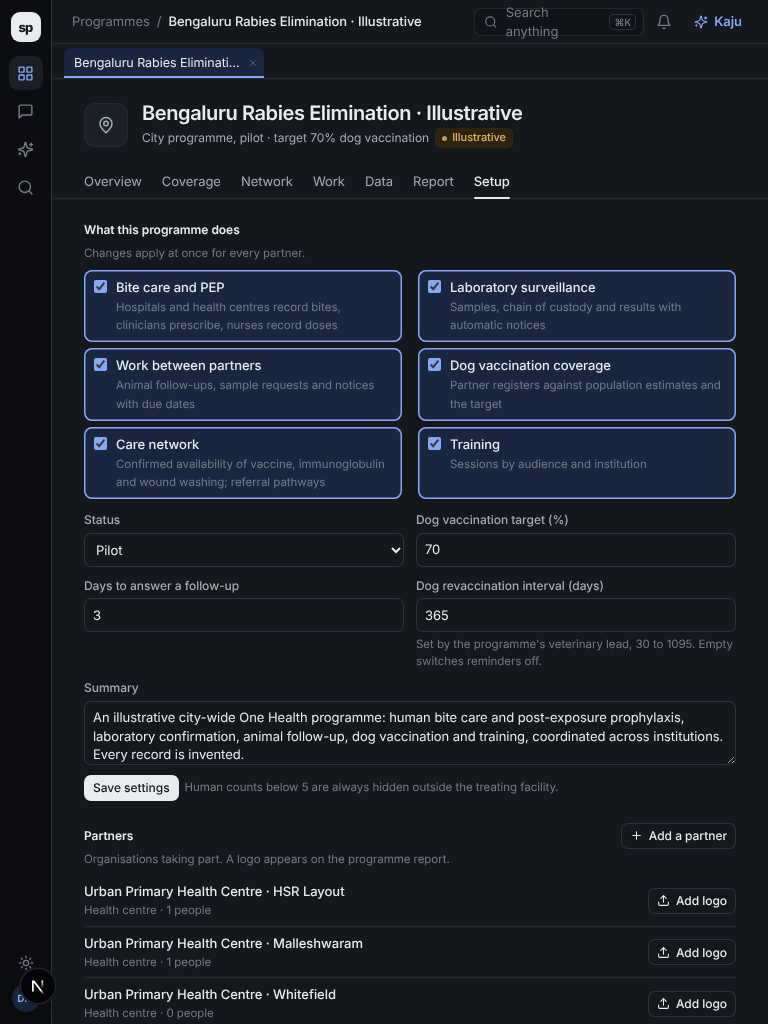 sp
Programmes / Bengaluru Rabies Elimination · Illustrative
Search anything
⌘K
Kaju
Bengaluru Rabies Eliminati... ×
Bengaluru Rabies Elimination · Illustrative
City programme, pilot · target 70% dog vaccination
Illustrative
Overview Coverage Network Work Data Report Setup
What this programme does
Changes apply at once for every partner.
Bite care and PEP
Hospitals and health centres record bites,
clinicians prescribe, nurses record doses
Laboratory surveillance
Samples, chain of custody and results with
automatic notices
Work between partners
Animal follow-ups, sample requests and notices
with due dates
Dog vaccination coverage
Partner registers against population estimates and
the target
Care network
Confirmed availability of vaccine, immunoglobulin
and wound washing; referral pathways
Training
Sessions by audience and institution
Status
Pilot
Dog vaccination target (%)
70
Days to answer a follow-up
3
Dog revaccination interval (days)
365
Set by the programme's veterinary lead, 30 to 1095. Empty
switches reminders off.
Summary
An illustrative city-wide One Health programme: human bite care and post-exposure prophylaxis,
laboratory confirmation, animal follow-up, dog vaccination and training, coordinated across institutions.
Every record is invented.
Save settings
Human counts below 5 are always hidden outside the treating facility.
Partners
+ Add a partner
Organisations taking part. A logo appears on the programme report.
Urban Primary Health Centre · HSR Layout
Health centre · 1 people
Add logo
Urban Primary Health Centre · Malleshwaram
Health centre · 1 people
Add logo
Urban Primary Health Centre · Whitefield
Health centre · 0 people
Add logo
N